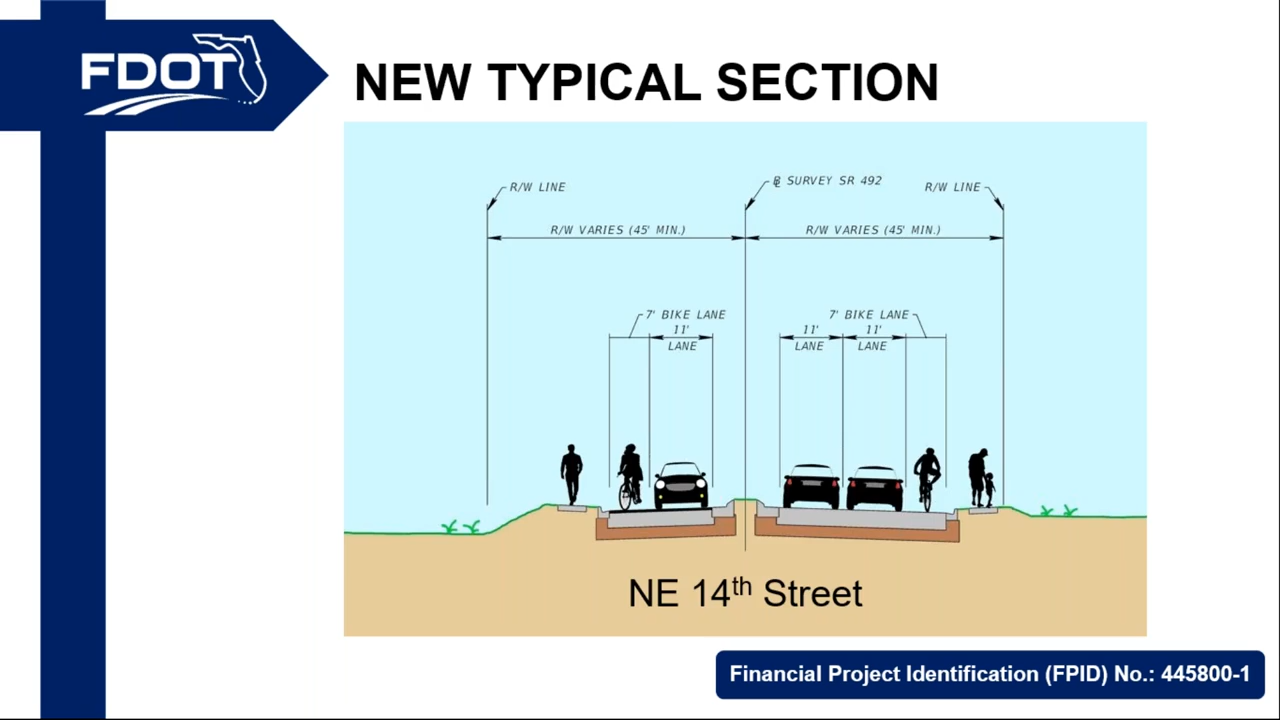 FDOT
NEW TYPICAL SECTION
R/W LINE
℄ SURVEY SR 492
R/W LINE
R/W VARIES (45' MIN.)
R/W VARIES (45' MIN.)
7' BIKE LANE
7' BIKE LANE
11'
LANE
11'
LANE
11'
LANE
NE 14th Street
Financial Project Identification (FPID) No.: 445800-1